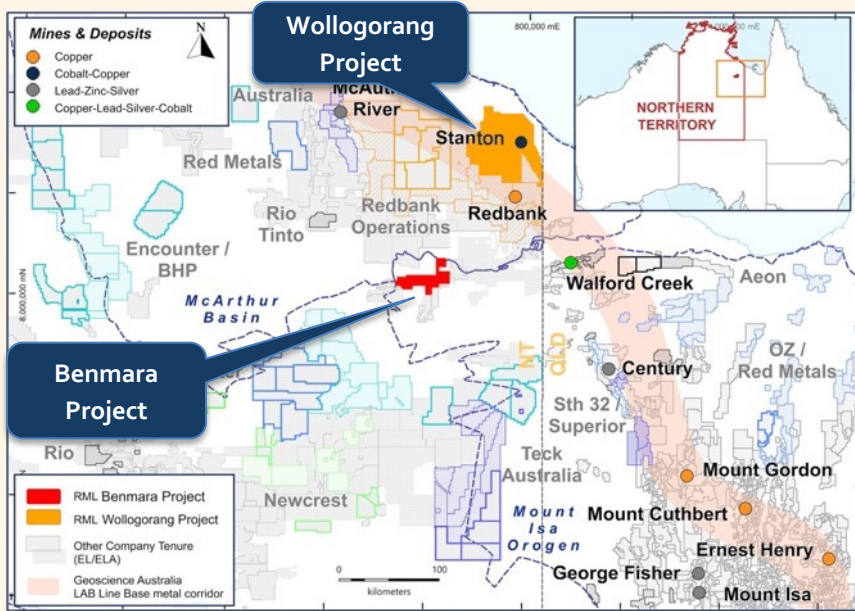 Mines & Deposits
N
Copper
Cobalt-Copper
Lead-Zinc-Silver
Copper-Lead-Silver-Cobalt
Wollogorang
Project
800,000 mE
NORTHERN
TERRITORY
Australia
River
Stanton
Red Metals
Redbank
Rio
Tinto
Redbank
Operations
Encounter /
BHP
8,000,000 mN
McArthur
Basin
Walford Creek
Aeon
Benmara
Project
NT
QLD
Century
OZ /
Red Metals
Sth 32 /
Superior
Rio
Teck
Australia
Newcrest
Mount Gordon
Mount Cuthbert
Mount
Isa
Orogen
Ernest Henry
George Fisher
Mount Isa
RML Benmara Project
RML Wollogorang Project
Other Company Tenure
(EL/ELA)
Geoscience Australia
LAB Line Base metal corridor
0
100
kilometers